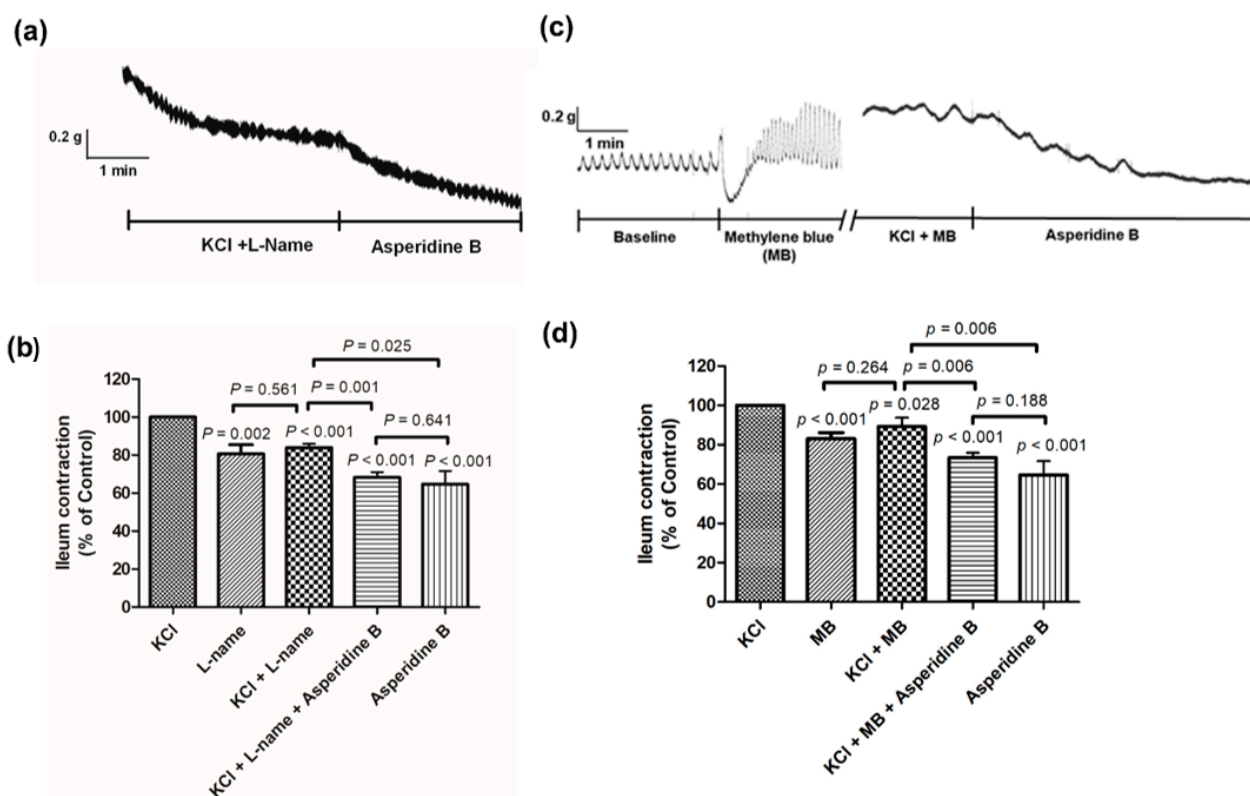 (a)
0.2 g
1 min
KCl +L-Name
Asperidine B
(c)
0.2 g
1 min
Baseline
Methylene blue
(MB)
KCl + MB
Asperidine B
(b)
Ileum contraction
(% of Control)
120
100
80
60
40
20
0
P = 0.025
P = 0.561
P = 0.001
P = 0.641
P = 0.002
P < 0.001
P < 0.001
P < 0.001
KCl
L-name
KCl + L-name
KCl + L-name + Asperidine B
Asperidine B
(d)
Ileum contraction
(% of Control)
120
100
80
60
40
20
0
p = 0.006
p = 0.264
p = 0.006
p = 0.188
p < 0.001
p = 0.028
p < 0.001
p < 0.001
KCl
MB
KCl + MB
KCl + MB + Asperidine B
Asperidine B